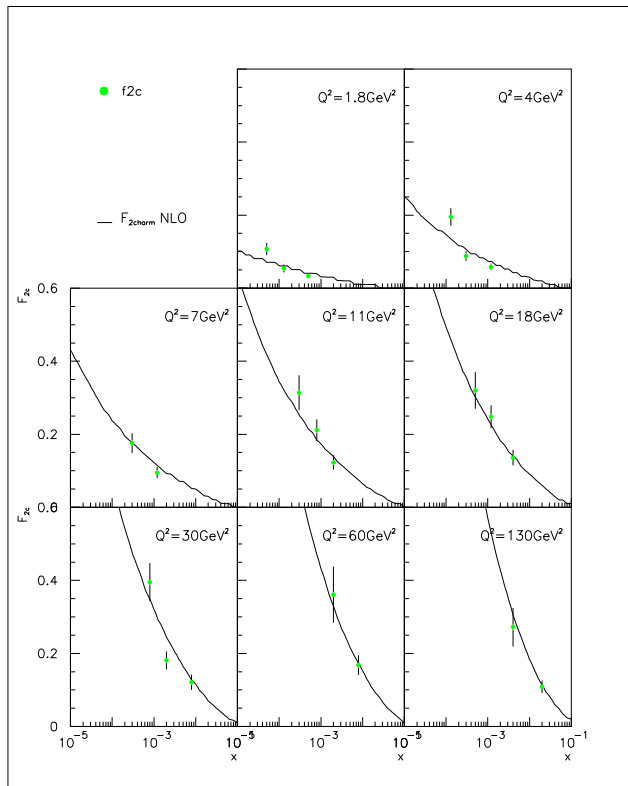 f2c
Q²=1.8GeV²
Q²=4GeV²
F₂charm NLO
F₂c
0.6
Q²=7GeV²
Q²=11GeV²
Q²=18GeV²
0.4
0.2
F₂c
0.6
Q²=30GeV²
Q²=60GeV²
Q²=130GeV²
0.4
0.2
0
10⁻⁵ 10⁻³ 10⁻⁵ 10⁻³ 10⁻⁵ 10⁻³ 10⁻¹
x x x